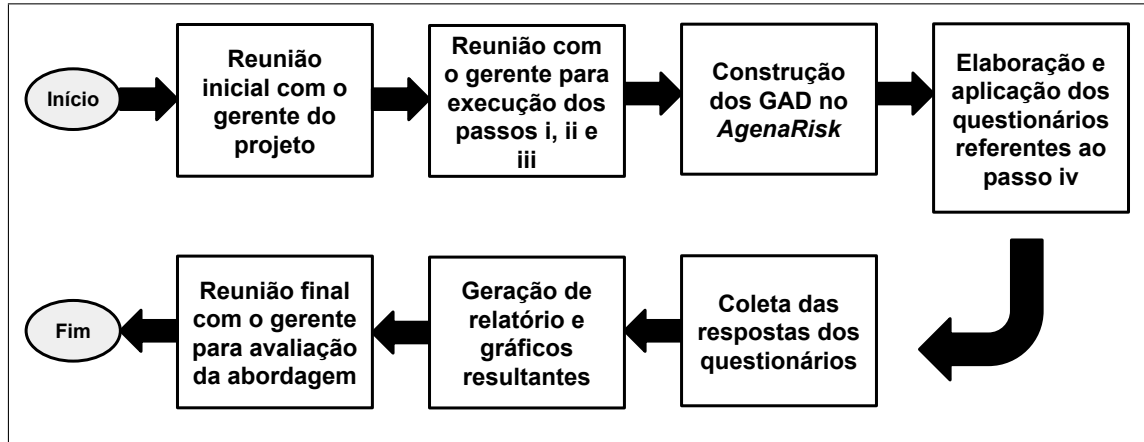 Início
Reunião
inicial com o
gerente do
projeto
Reunião com
o gerente para
execução dos
passos i, ii e
iii
Construção
dos GAD no
AgenaRisk
Elaboração e
aplicação dos
questionários
referentes ao
passo iv
Coleta das
respostas dos
questionários
Geração de
relatório e
gráficos
resultantes
Reunião final
com o gerente
para avaliação
da abordagem
Fim